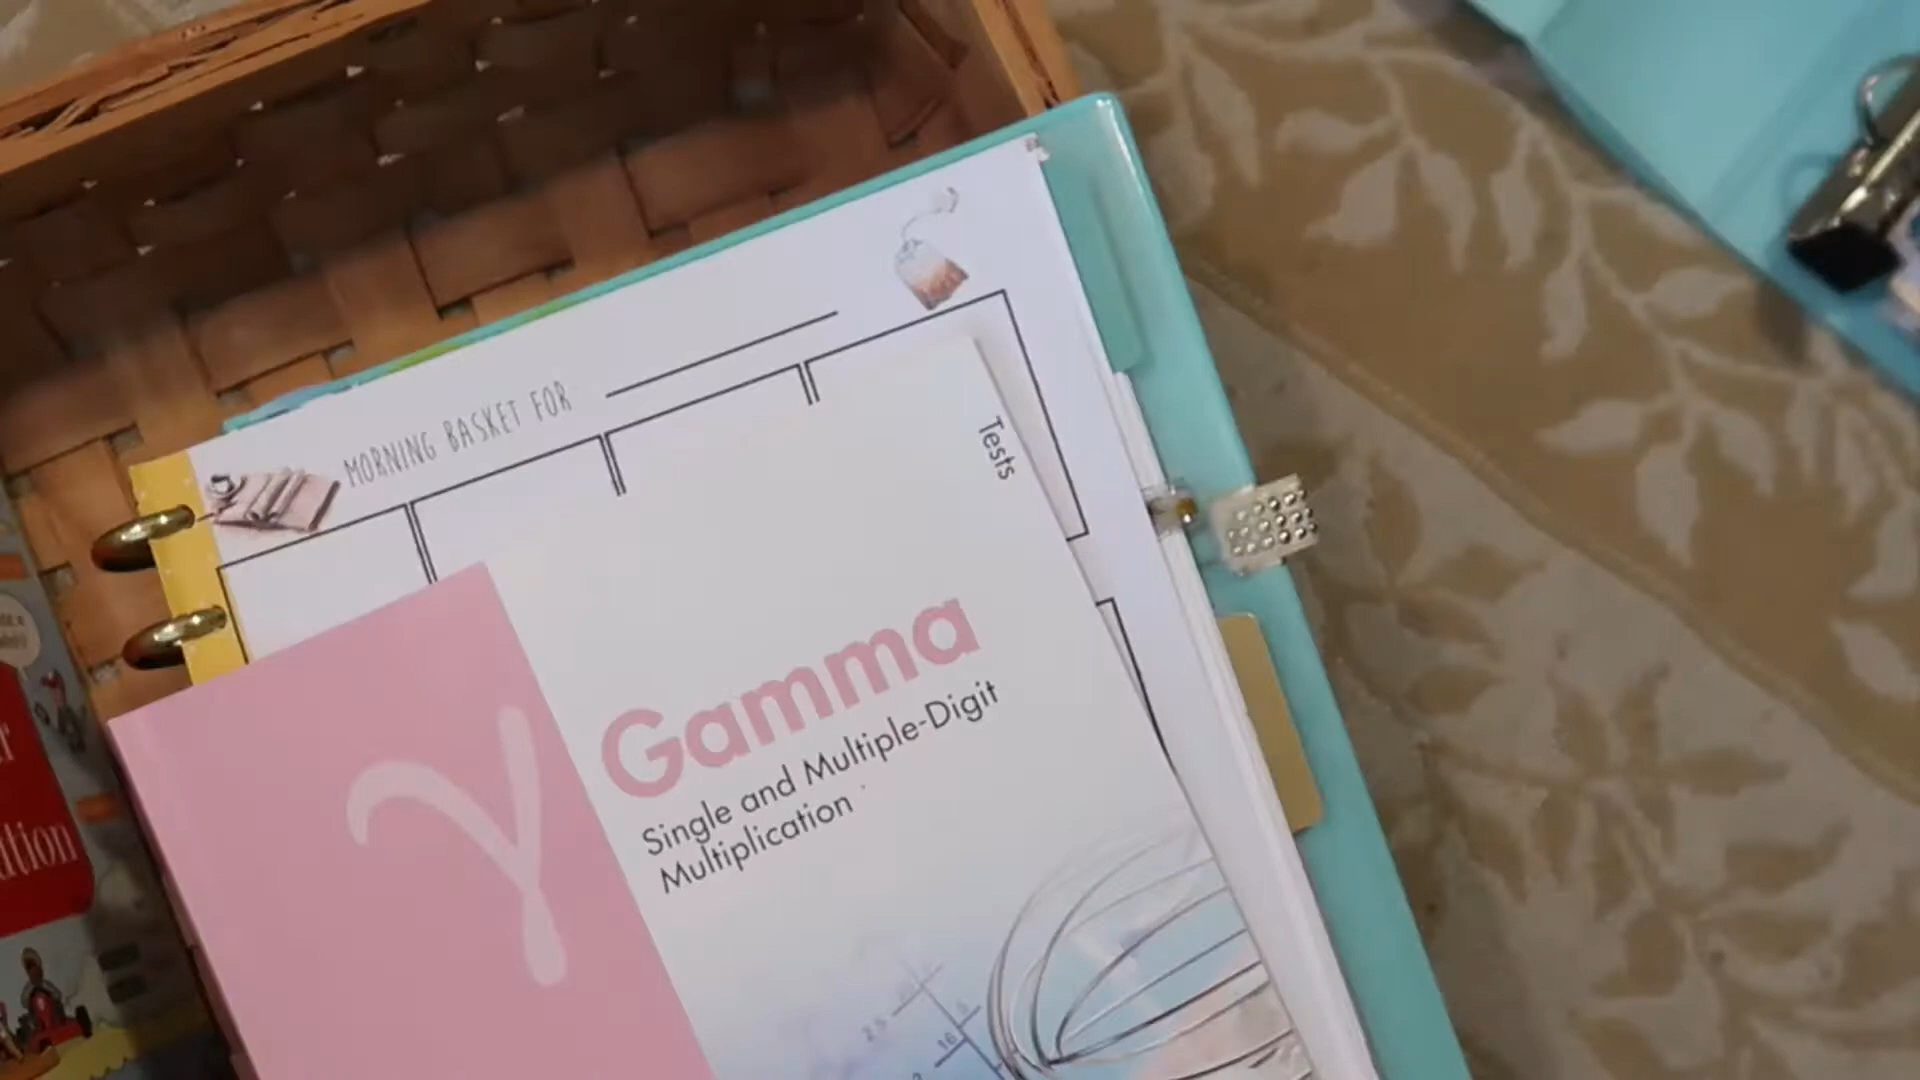 MORNING BASKET FOR
Tests
γ
Gamma
Single and Multiple-Digit
Multiplication